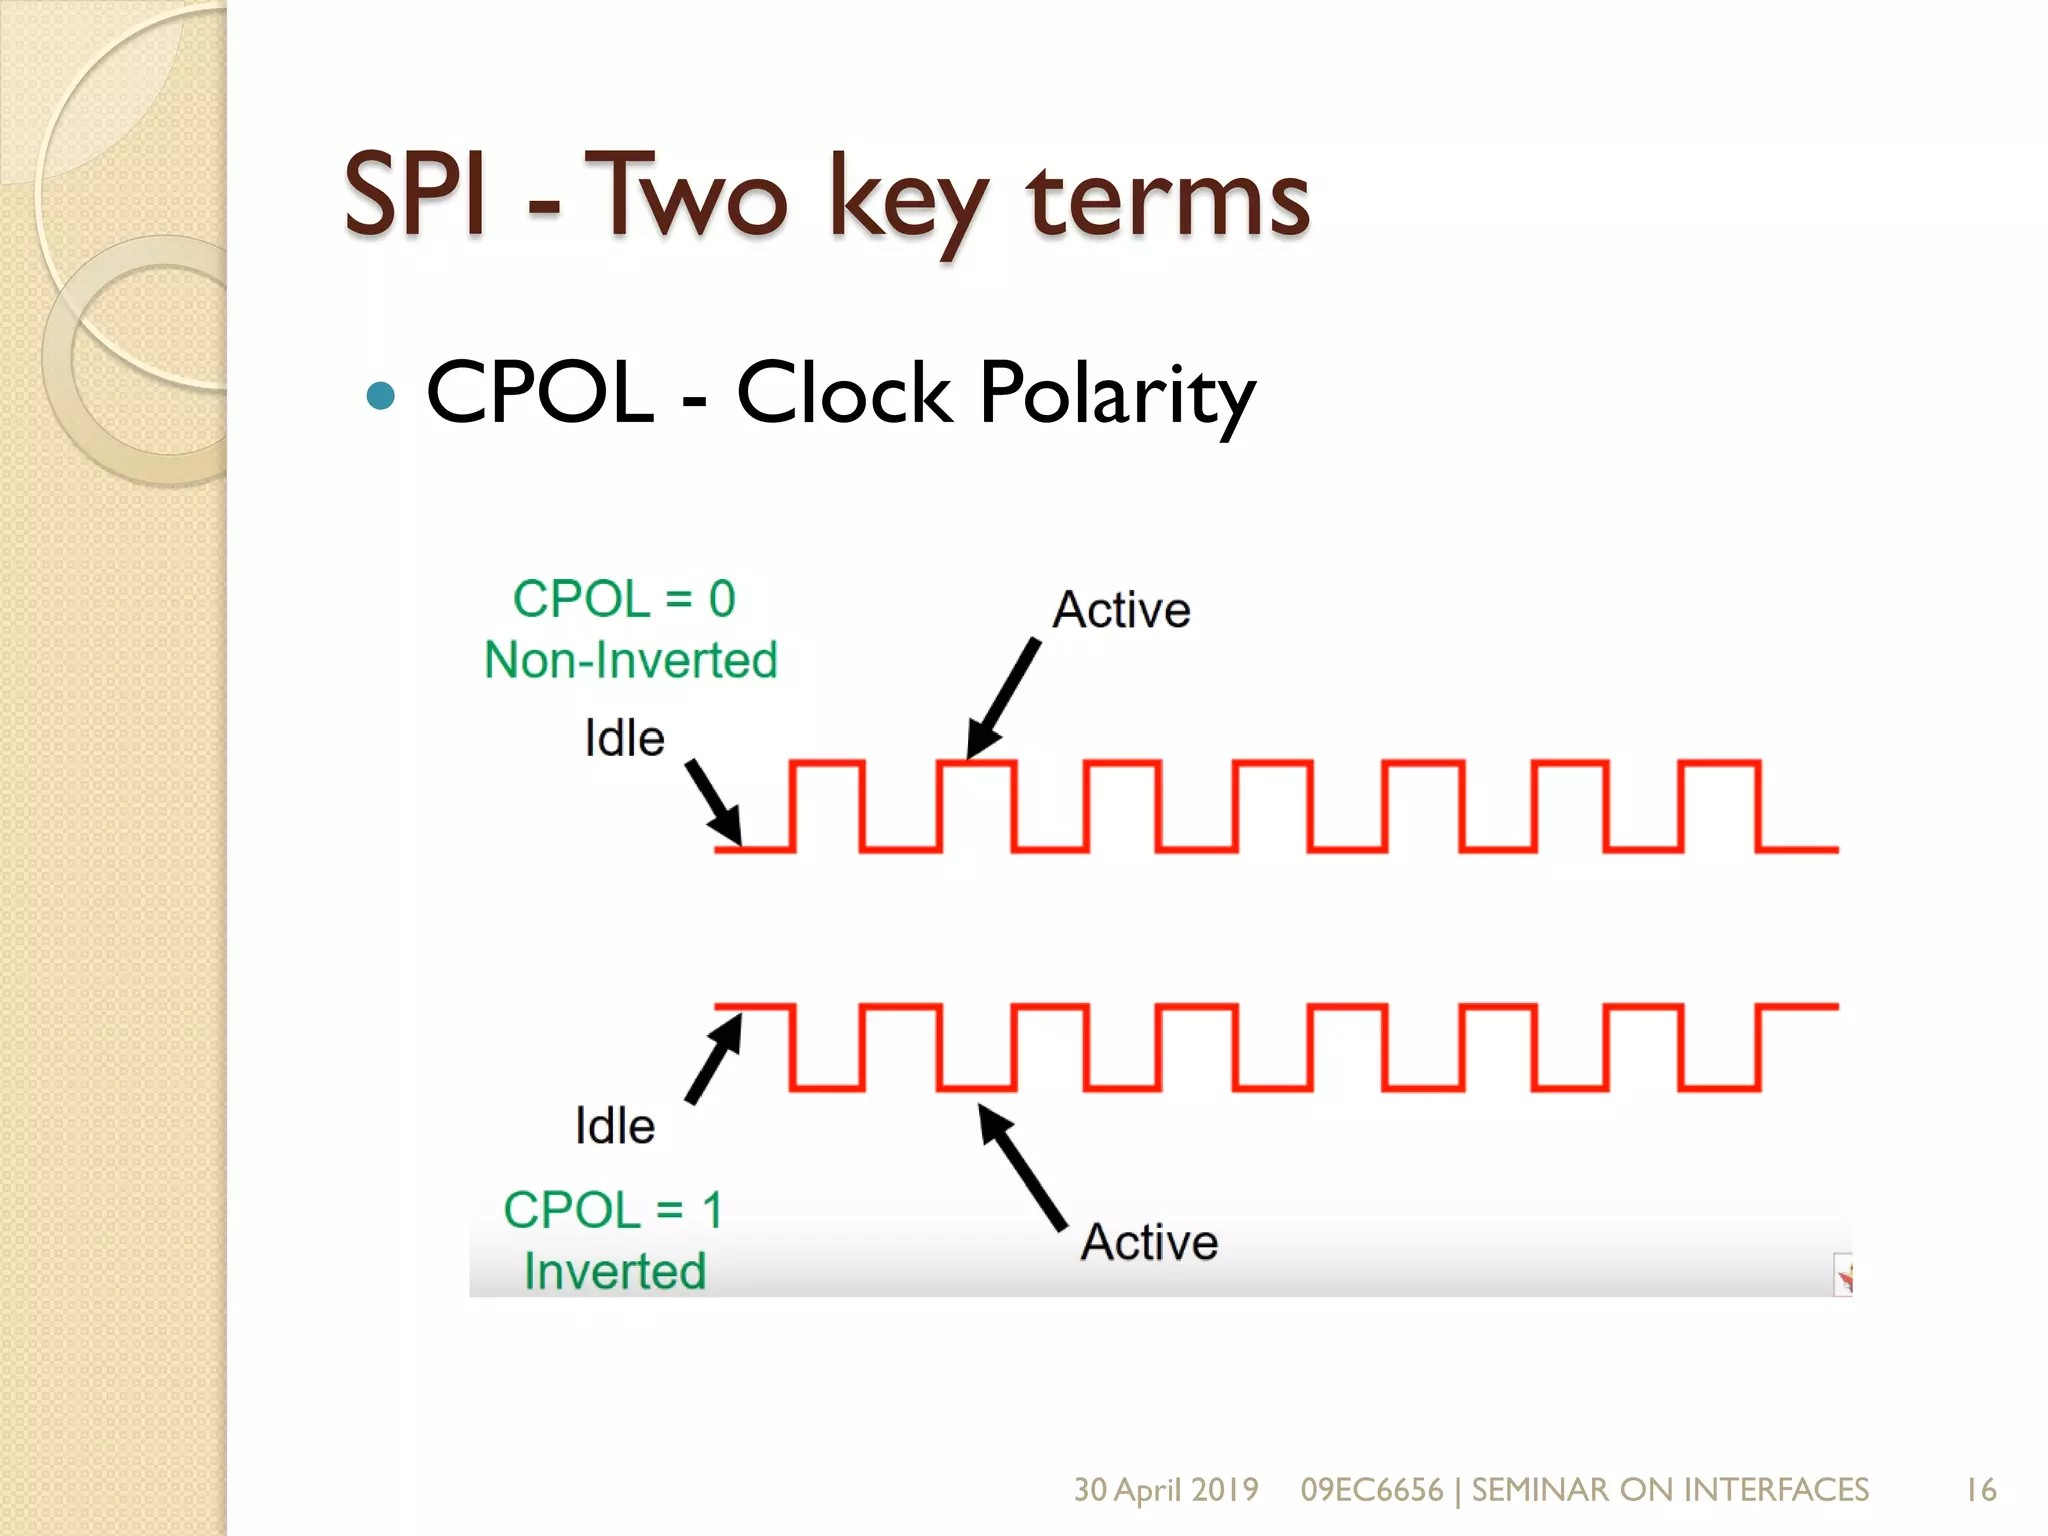 SPI - Two key terms
CPOL - Clock Polarity
CPOL = 0
Non-Inverted
Active
Idle
Idle
CPOL = 1
Inverted
Active
30 April 2019 09EC6656 | SEMINAR ON INTERFACES 16